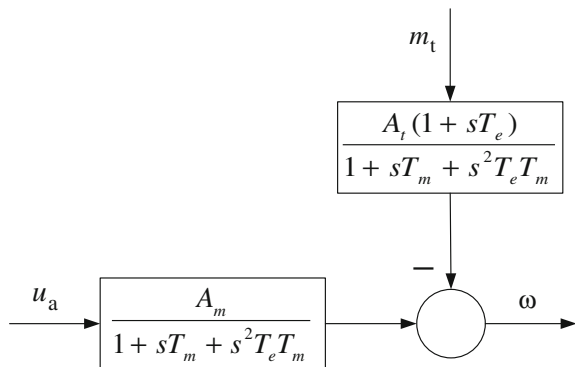 m_t
A_t (1 + sT_e)
1 + sT_m + s^2T_eT_m
−
u_a
A_m
1 + sT_m + s^2T_eT_m
ω